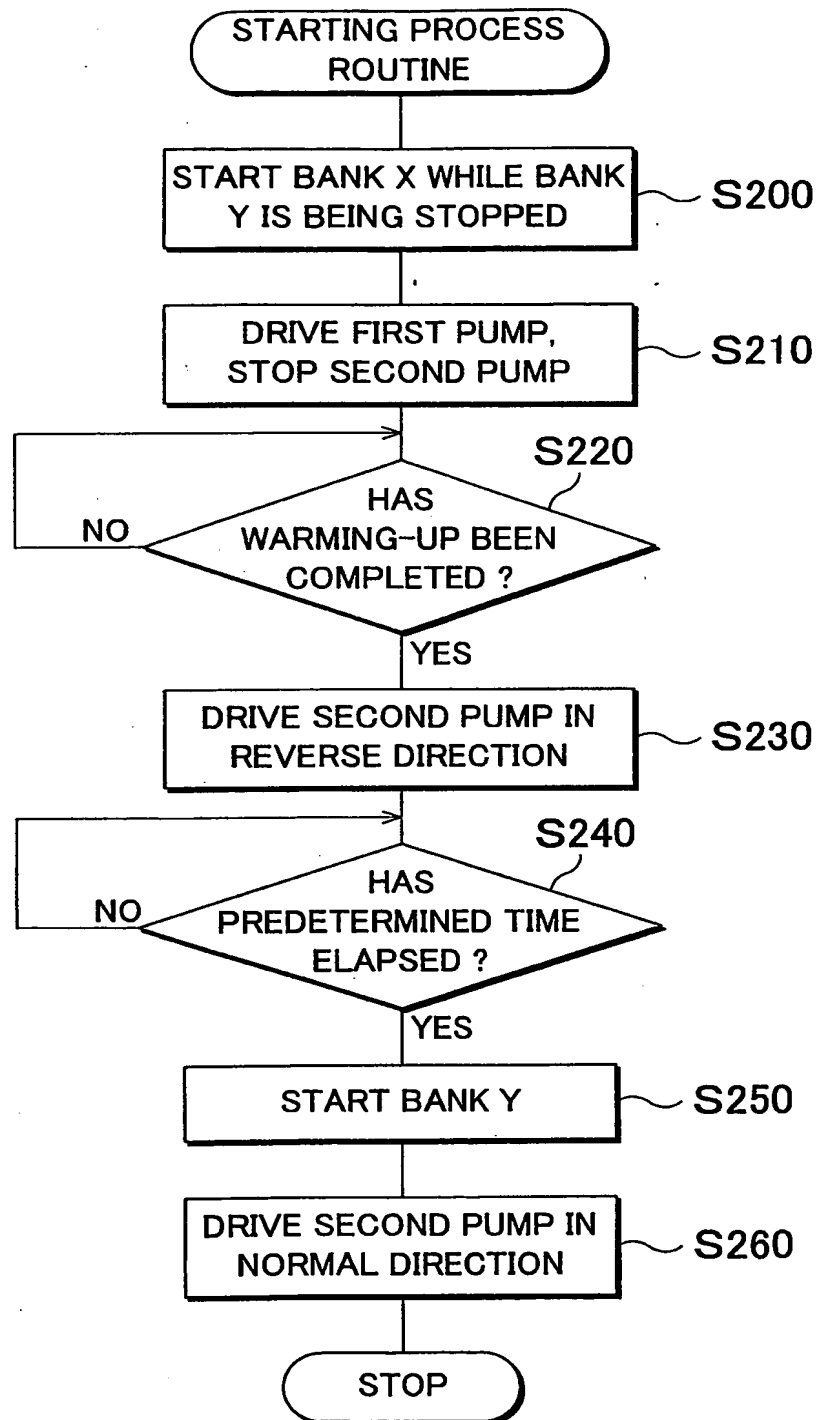 STARTING PROCESS
ROUTINE
START BANK X WHILE BANK
Y IS BEING STOPPED
S200
DRIVE FIRST PUMP,
STOP SECOND PUMP
S210
S220
HAS
WARMING-UP BEEN
COMPLETED ?
NO
YES
DRIVE SECOND PUMP IN
REVERSE DIRECTION
S230
S240
HAS
PREDETERMINED TIME
ELAPSED ?
NO
YES
START BANK Y
S250
DRIVE SECOND PUMP IN
NORMAL DIRECTION
S260
STOP